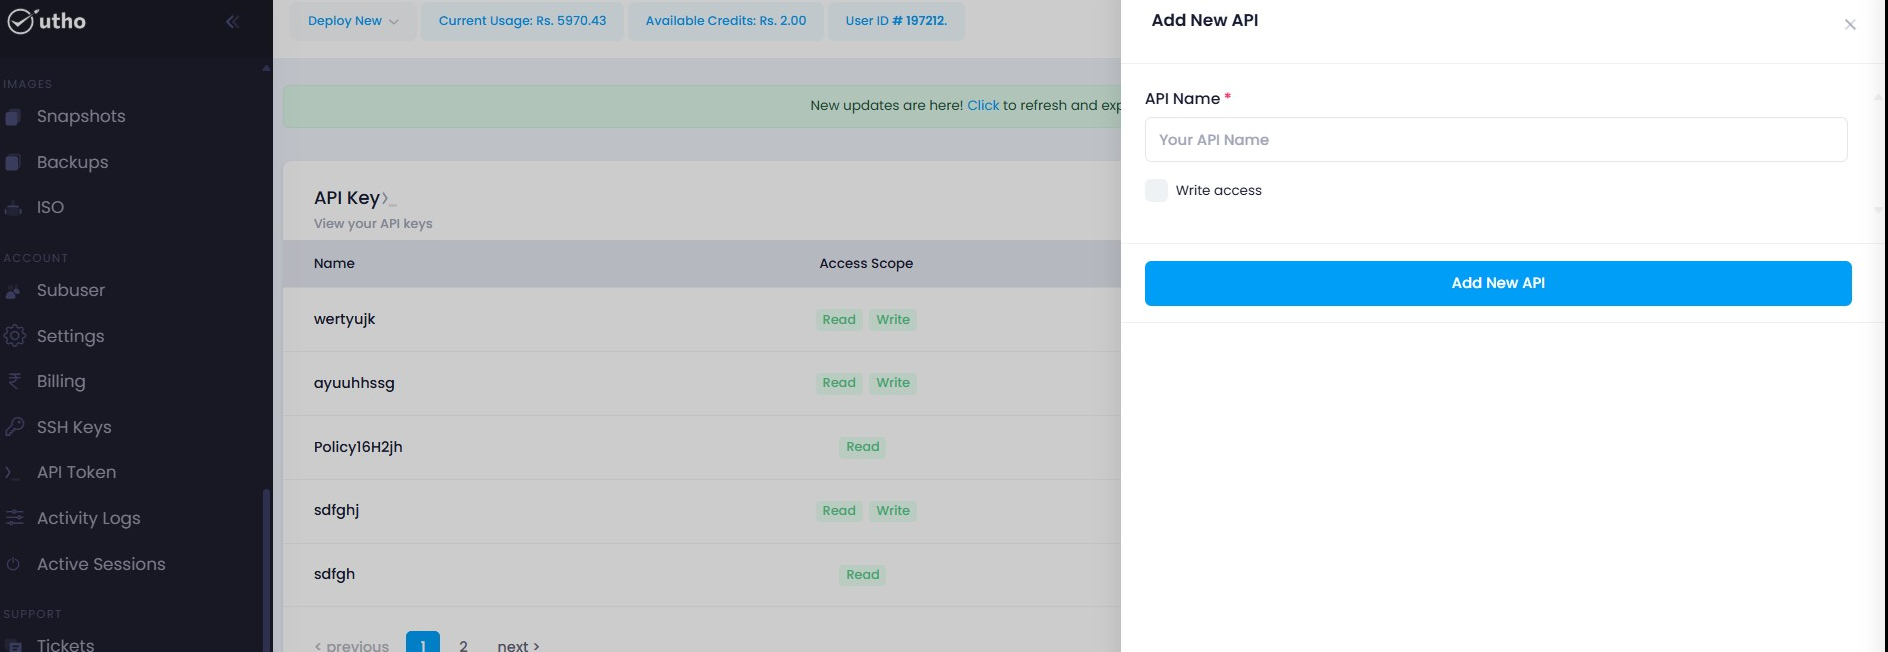 utho
Deploy New
Current Usage: Rs. 5970.43
Available Credits: Rs. 2.00
User ID # 197212.
IMAGES
Snapshots
Backups
ISO
ACCOUNT
Subuser
Settings
Billing
SSH Keys
API Token
Activity Logs
Active Sessions
SUPPORT
Tickets
New updates are here! Click to refresh and exp
API Key
View your API keys
Name Access Scope
wertyujk Read Write
ayuuhhssg Read Write
Policy16H2jh Read
sdfghj Read Write
sdfgh Read
< previous 1 2 next >
Add New API
API Name *
Your API Name
Write access
Add New API